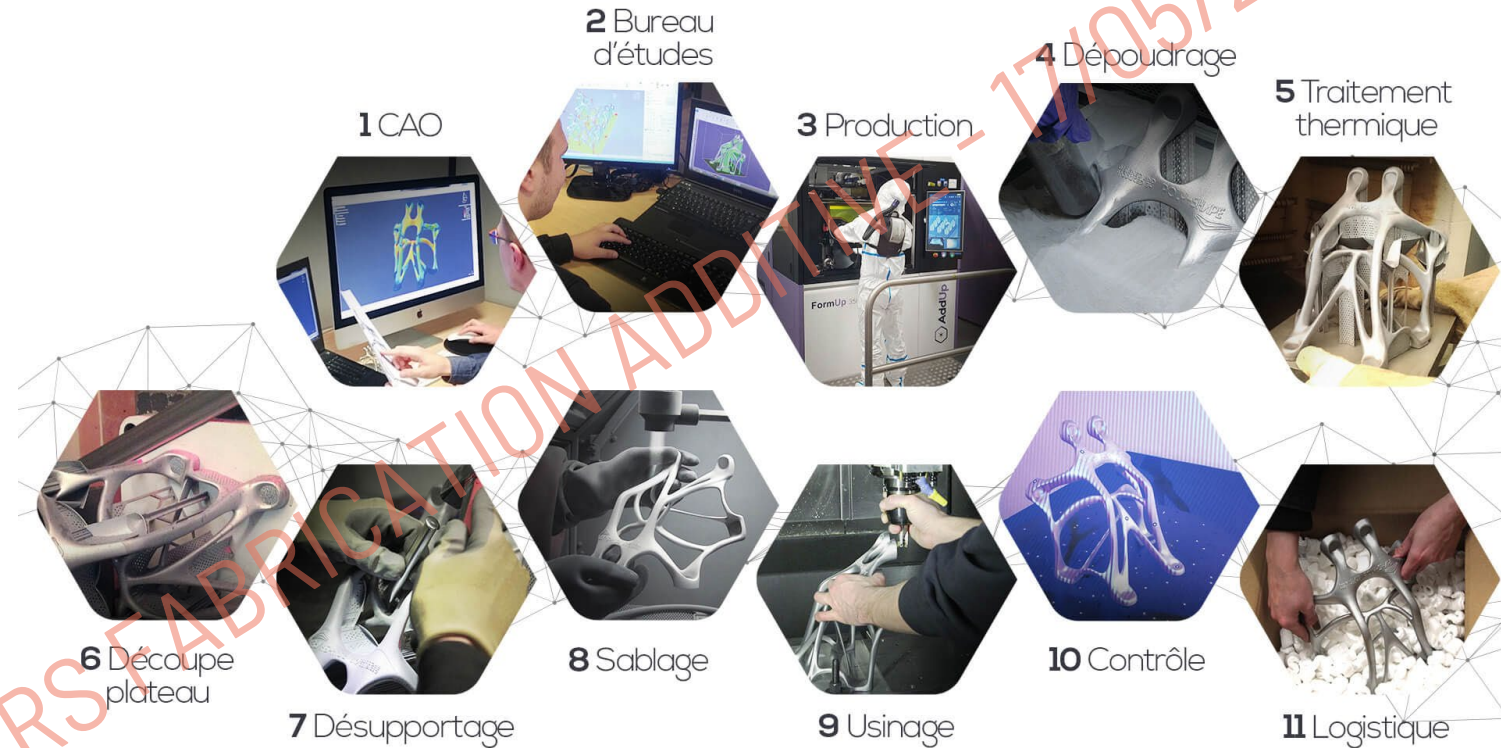 1 CAO
2 Bureau
d'études
3 Production
4 Dépoudrage
5 Traitement
thermique
FormUp
AddUp
6 Découpe
plateau
7 Désupportage
8 Sablage
9 Usinage
10 Contrôle
11 Logistique
RS FABRICATION ADDITIVE - 17/05/2